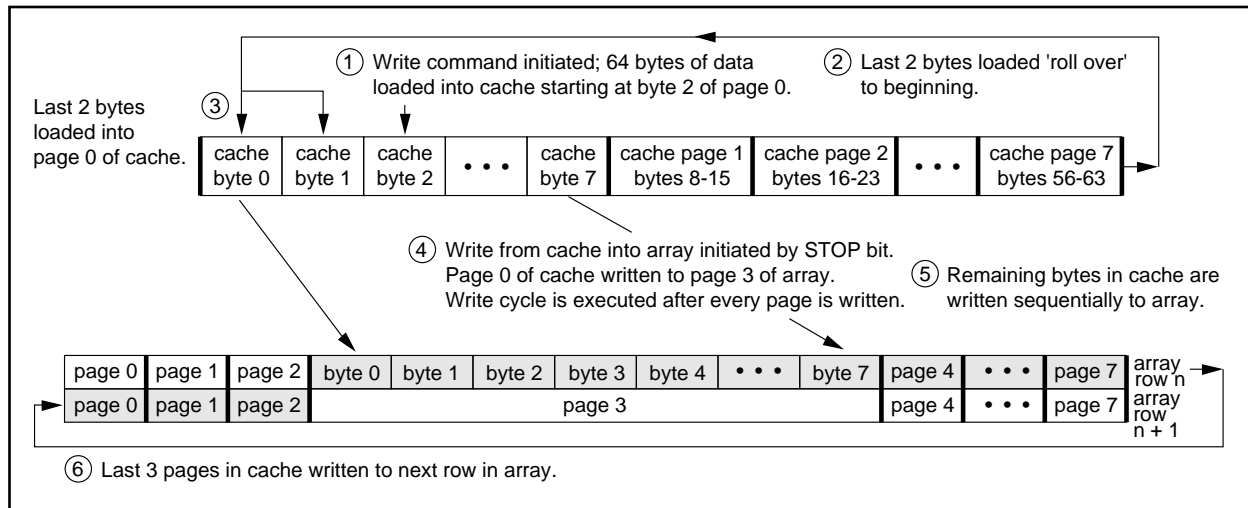 ① Write command initiated; 64 bytes of data
loaded into cache starting at byte 2 of page 0.
② Last 2 bytes loaded 'roll over'
to beginning.
③
Last 2 bytes
loaded into
page 0 of cache.
cache byte 0
cache byte 1
cache byte 2
• • •
cache byte 7
cache page 1 bytes 8-15
cache page 2 bytes 16-23
• • •
cache page 7 bytes 56-63
④ Write from cache into array initiated by STOP bit.
Page 0 of cache written to page 3 of array.
Write cycle is executed after every page is written.
⑤ Remaining bytes in cache are
written sequentially to array.
page 0 page 1 page 2 byte 0 byte 1 byte 2 byte 3 byte 4 • • • byte 7 page 4 • • • page 7 array row n
page 0 page 1 page 2 page 3 page 4 • • • page 7 array row n + 1
⑥ Last 3 pages in cache written to next row in array.